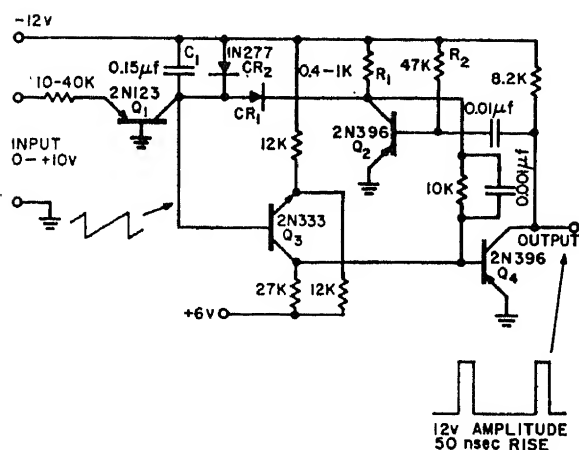 -12V
C1
0.15µf
1N277
CR2
0.4-1K
R1
47K
R2
8.2K
10-40K
2N123
Q1
CR1
0.01µf
2N396
Q2
INPUT
0-+10V
12K
10K
0.001µf
2N333
Q3
2N396
Q4
OUTPUT
27K
12K
+6V
12V AMPLITUDE
50 nsec RISE